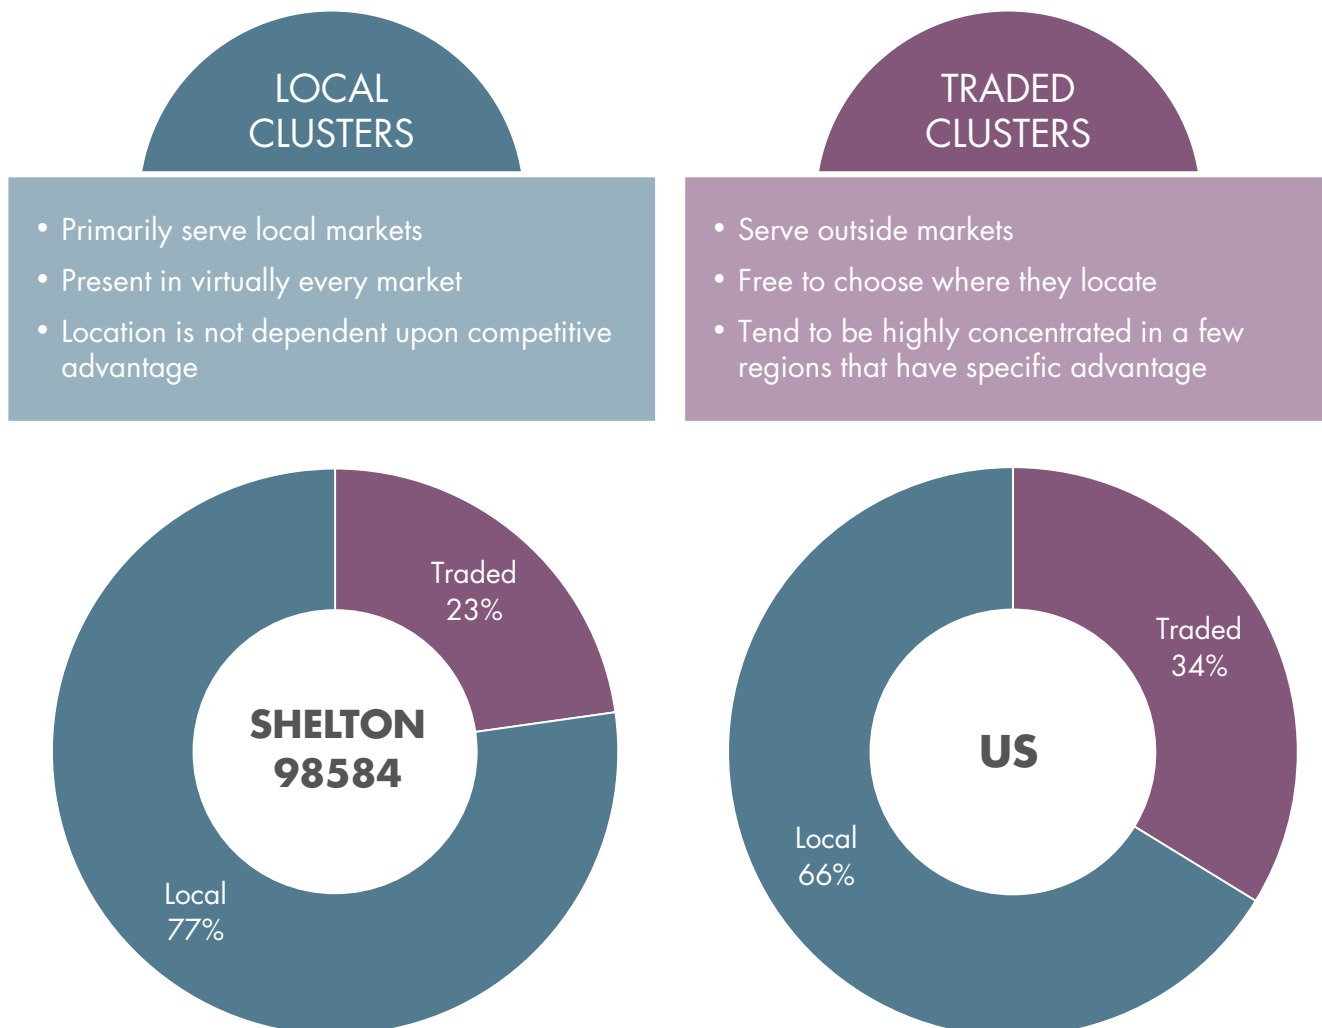 LOCAL
CLUSTERS
• Primarily serve local markets
• Present in virtually every market
• Location is not dependent upon competitive
advantage
TRADED
CLUSTERS
• Serve outside markets
• Free to choose where they locate
• Tend to be highly concentrated in a few
regions that have specific advantage
Traded
23%
SHELTON
98584
Local
77%
Traded
34%
US
Local
66%